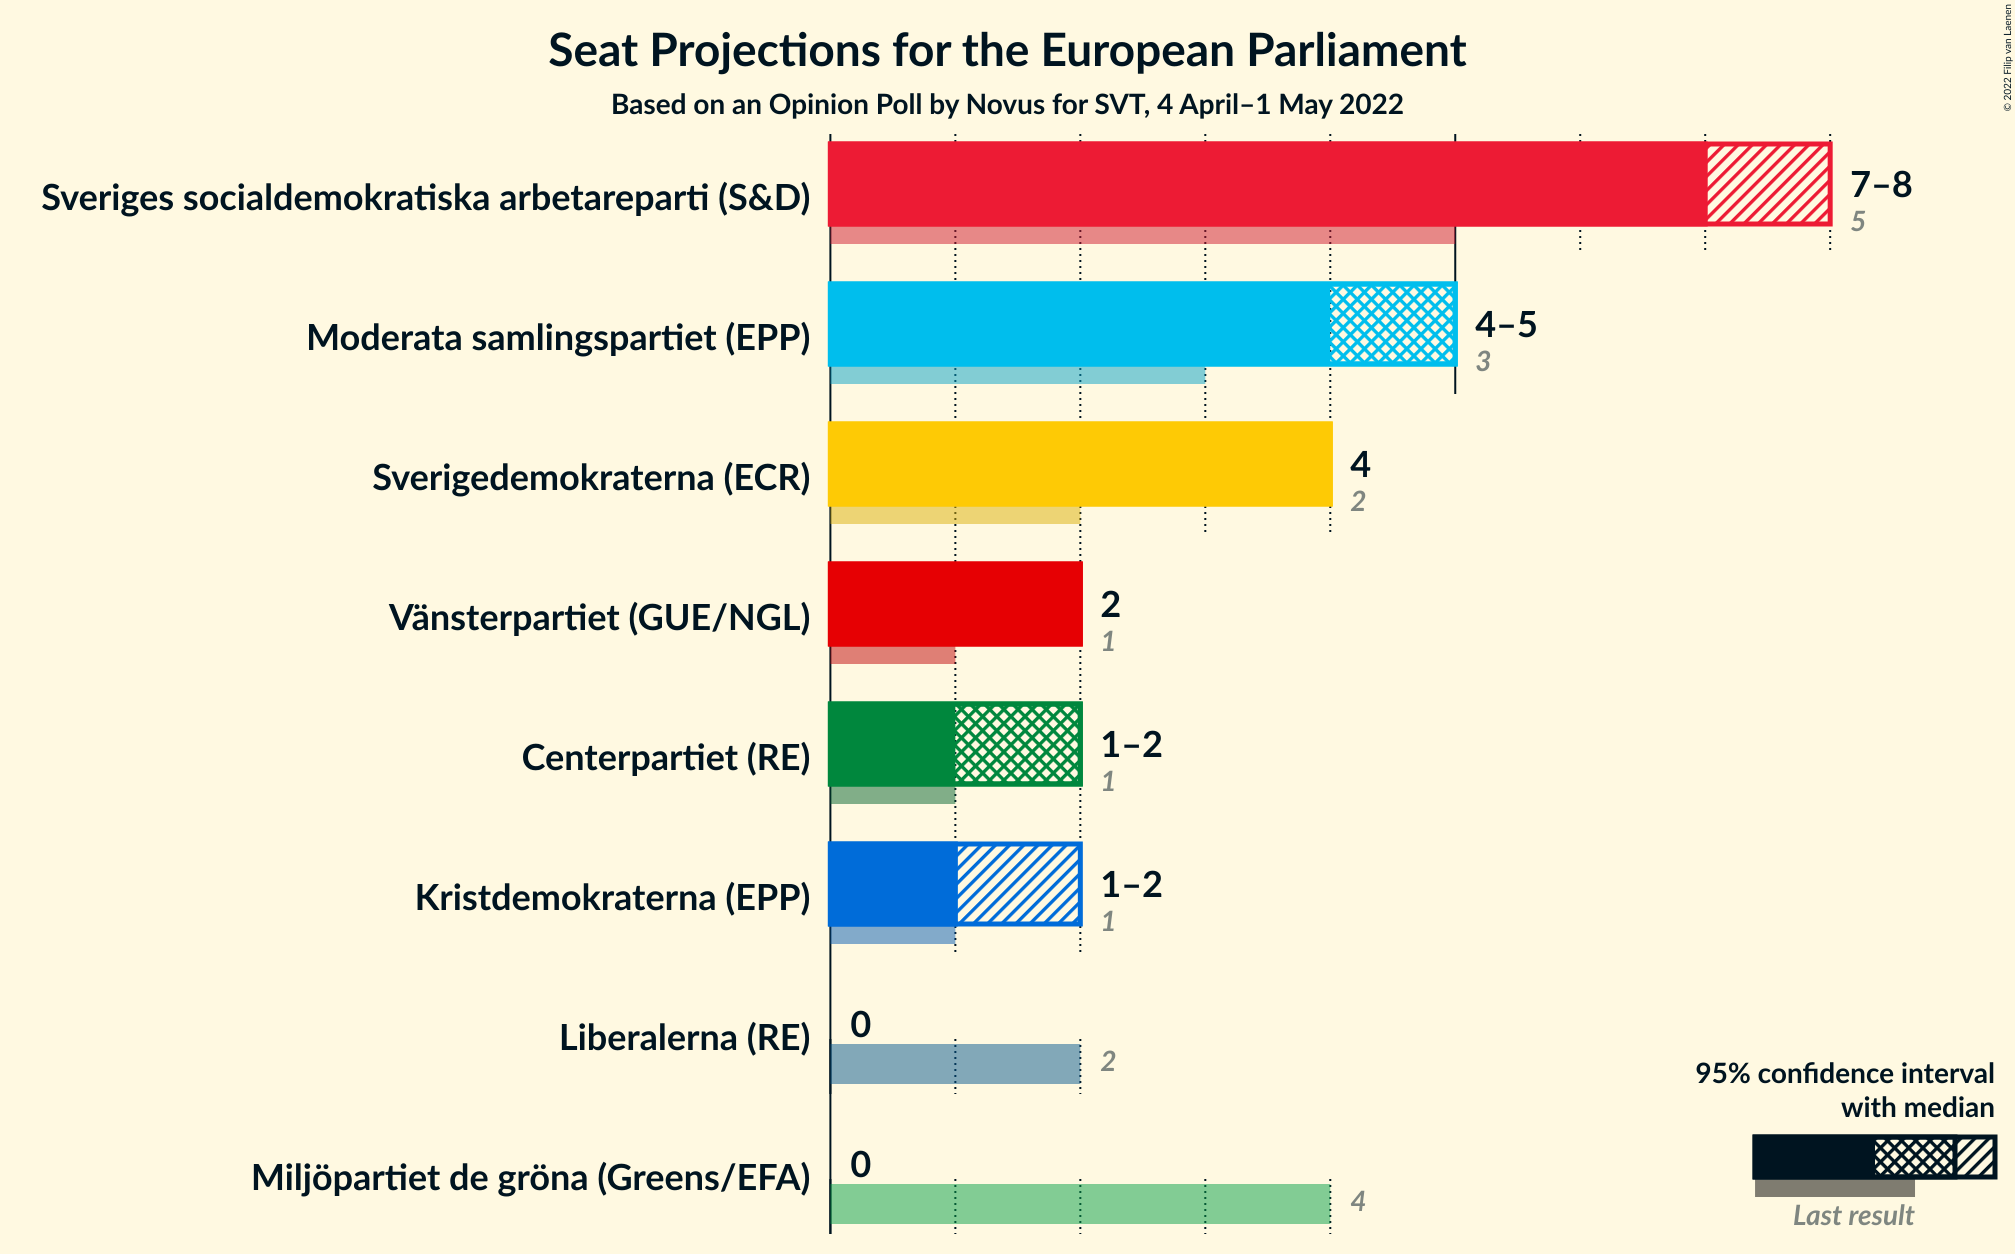 Seat Projections for the European Parliament
Based on an Opinion Poll by Novus for SVT, 4 April–1 May 2022
© 2022 Filip van Laenen
Sveriges socialdemokratiska arbetareparti (S&D)
7–8
5
Moderata samlingspartiet (EPP)
4–5
3
Sverigedemokraterna (ECR)
4
2
Vänsterpartiet (GUE/NGL)
2
1
Centerpartiet (RE)
1–2
1
Kristdemokraterna (EPP)
1–2
1
Liberalerna (RE)
0
2
Miljöpartiet de gröna (Greens/EFA)
0
4
95% confidence interval
with median
Last result